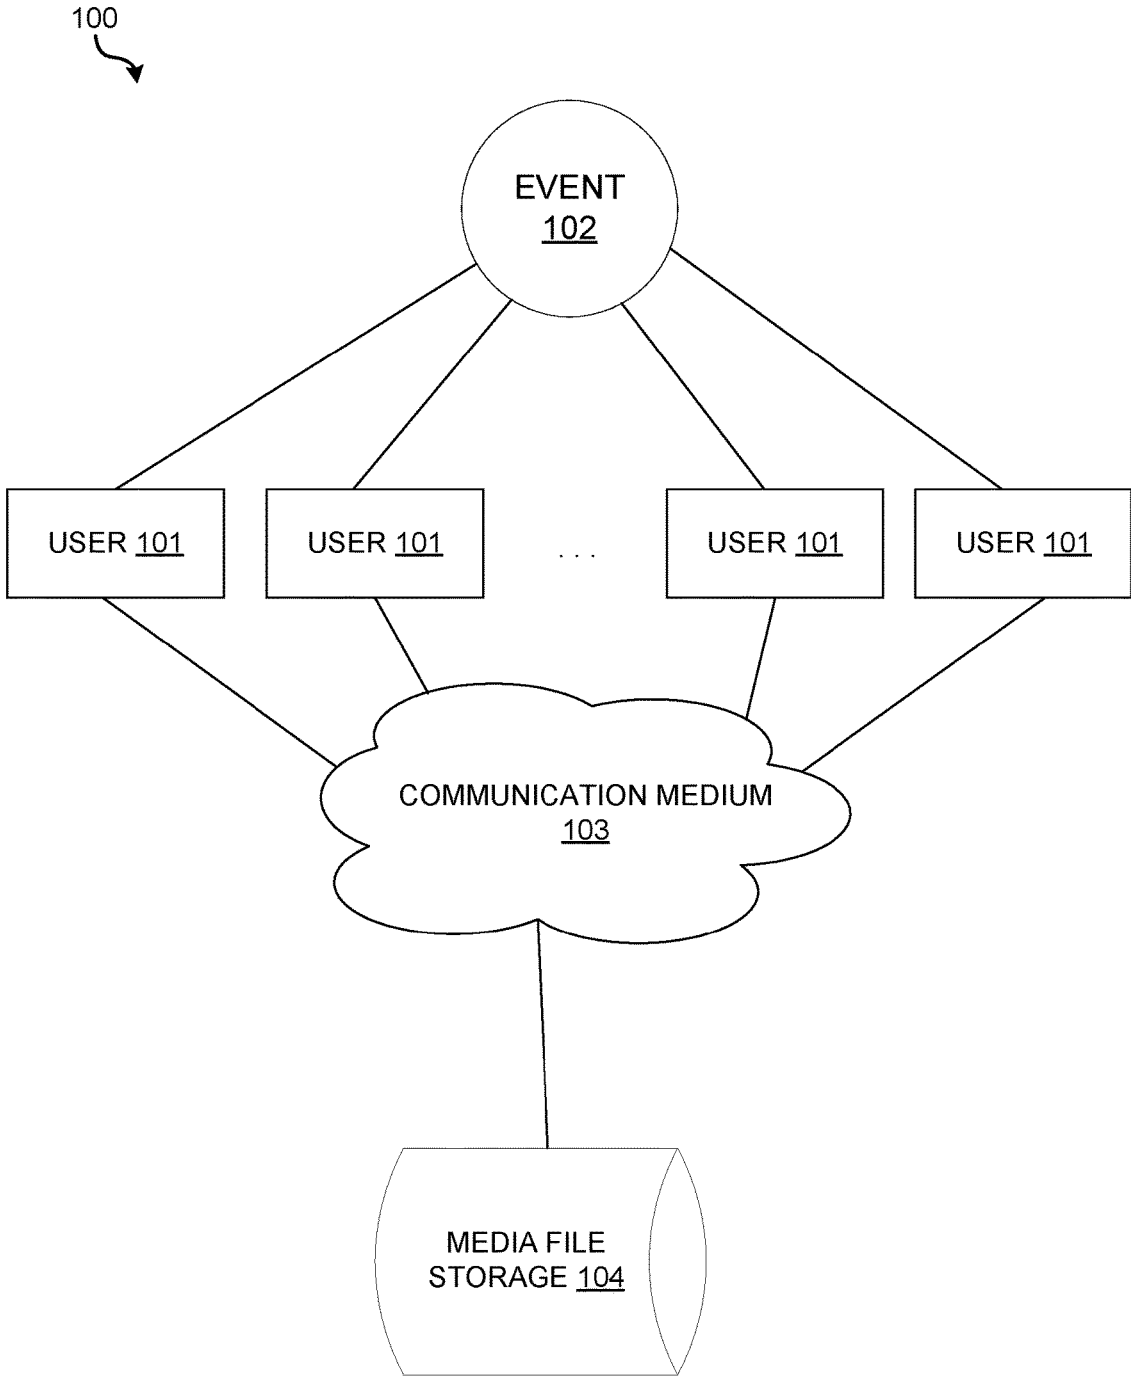 100
EVENT
102
USER 101
USER 101
. . .
USER 101
USER 101
COMMUNICATION MEDIUM
103
MEDIA FILE
STORAGE 104